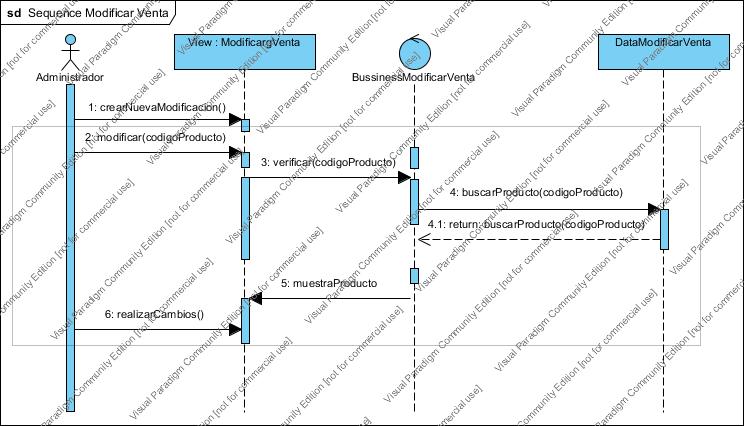 sd Sequence Modificar Venta
View : ModificargVenta
Administrador
BussinessModificarVenta
DataModificarVenta
1: crearNuevaModificacion()
2: modificar(codigoProducto)
3: verificar(codigoProducto)
4: buscarProducto(codigoProducto)
4.1: return: buscarProducto(codigoProducto)
5: muestraProducto
6: realizarCambios()
Visual Paradigm Community Edition [not for commercial use]